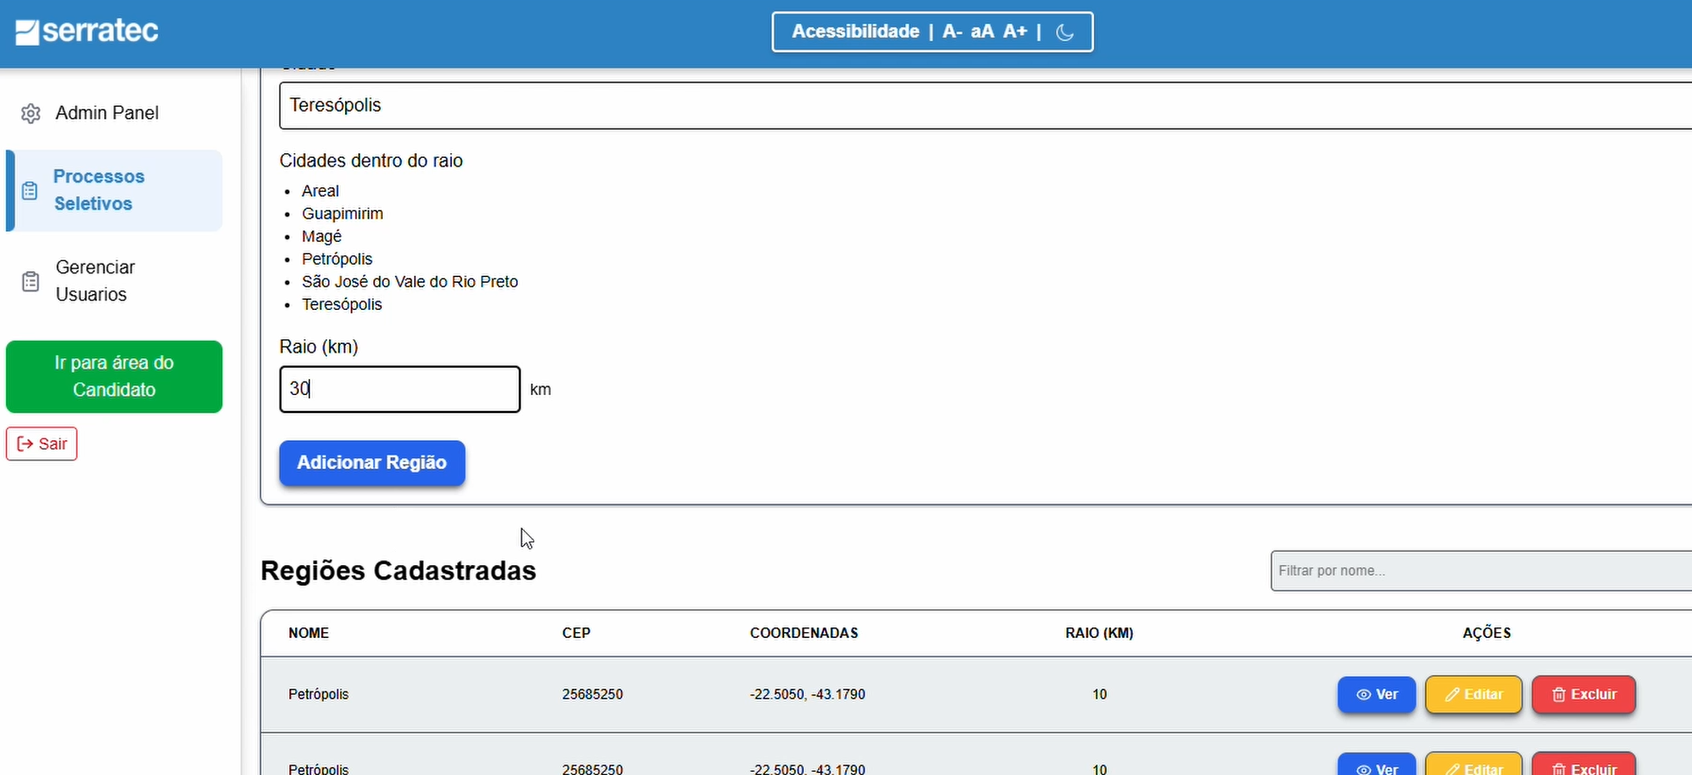 serratec
Acessibilidade | A- aA A+ |
Admin Panel
Processos
Seletivos
Gerenciar
Usuarios
Ir para área do
Candidato
Sair
Teresópolis
Cidades dentro do raio
• Areal
• Guapimirim
• Magé
• Petrópolis
• São José do Vale do Rio Preto
• Teresópolis
Raio (km)
30 km
Adicionar Região
Regiões Cadastradas
Filtrar por nome...
NOME CEP COORDENADAS RAIO (KM) AÇÕES
Petrópolis 25685250 -22.5050, -43.1790 10 Ver Editar Excluir
Petrópolis 25685250 -22.5050, -43.1790 10 Ver Editar Excluir